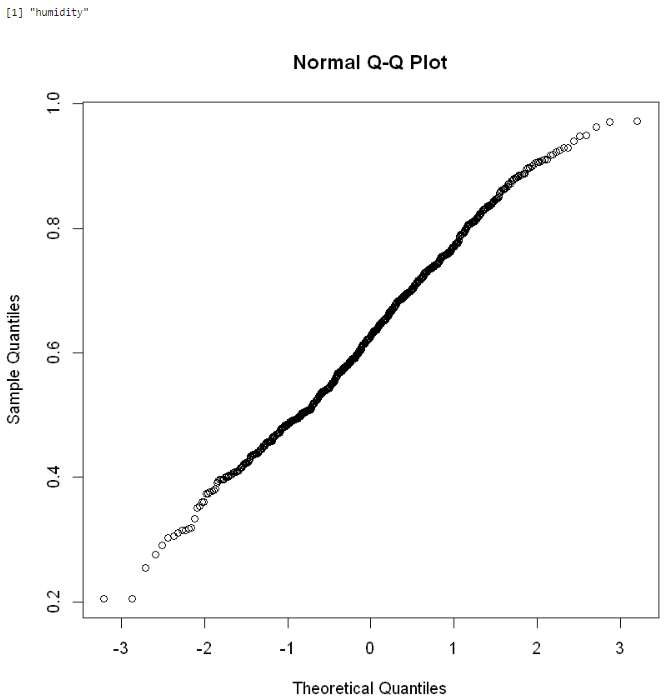 [1] "humidity"
Normal Q-Q Plot
1.0
0.8
0.6
0.4
0.2
Sample Quantiles
-3 -2 -1 0 1 2 3
Theoretical Quantiles